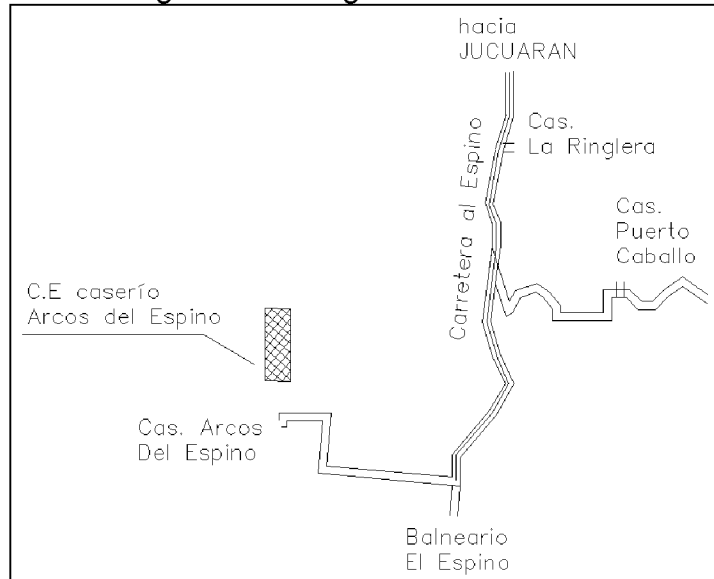 hacia
JUCUARAN
Cas.
La Ringlera
Carretera al Espino
Cas.
Puerto
Caballo
C.E caserío
Arcos del Espino
Cas. Arcos
Del Espino
Balneario
El Espino